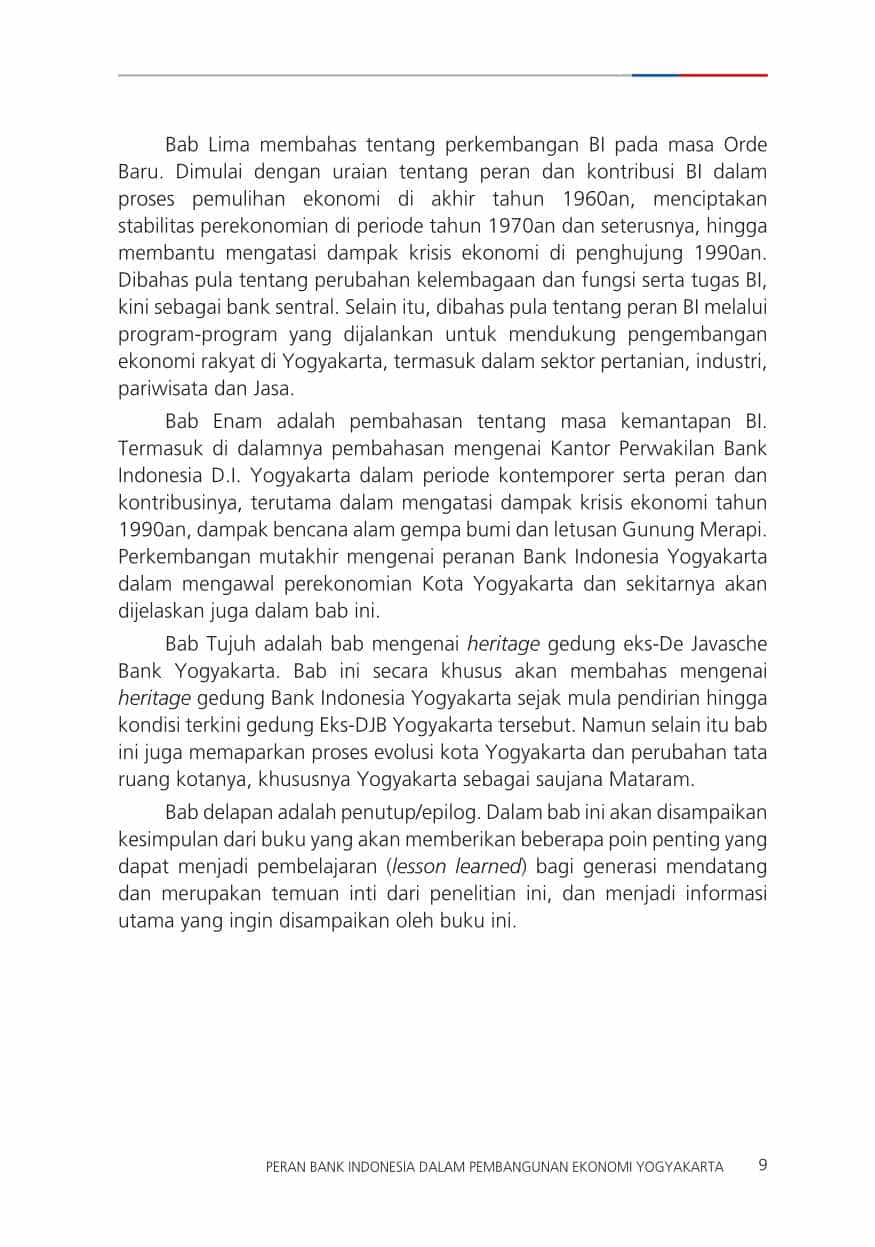 Bab Lima membahas tentang perkembangan BI pada masa Orde
Baru. Dimulai dengan uraian tentang peran dan kontribusi BI dalam
proses pemulihan ekonomi di akhir tahun 1960an, menciptakan
stabilitas perekonomian di periode tahun 1970an dan seterusnya, hingga
membantu mengatasi dampak krisis ekonomi di penghujung 1990an.
Dibahas pula tentang perubahan kelembagaan dan fungsi serta tugas BI,
kini sebagai bank sentral. Selain itu, dibahas pula tentang peran BI melalui
program-program yang dijalankan untuk mendukung pengembangan
ekonomi rakyat di Yogyakarta, termasuk dalam sektor pertanian, industri,
pariwisata dan Jasa.
Bab Enam adalah pembahasan tentang masa kemantapan BI.
Termasuk di dalamnya pembahasan mengenai Kantor Perwakilan Bank
Indonesia D.I. Yogyakarta dalam periode kontemporer serta peran dan
kontribusinya, terutama dalam mengatasi dampak krisis ekonomi tahun
1990an, dampak bencana alam gempa bumi dan letusan Gunung Merapi.
Perkembangan mutakhir mengenai peranan Bank Indonesia Yogyakarta
dalam mengawal perekonomian Kota Yogyakarta dan sekitarnya akan
dijelaskan juga dalam bab ini.
Bab Tujuh adalah bab mengenai heritage gedung eks-De Javasche
Bank Yogyakarta. Bab ini secara khusus akan membahas mengenai
heritage gedung Bank Indonesia Yogyakarta sejak mula pendirian hingga
kondisi terkini gedung Eks-DJB Yogyakarta tersebut. Namun selain itu bab
ini juga memaparkan proses evolusi kota Yogyakarta dan perubahan tata
ruang kotanya, khususnya Yogyakarta sebagai saujana Mataram.
Bab delapan adalah penutup/epilog. Dalam bab ini akan disampaikan
kesimpulan dari buku yang akan memberikan beberapa poin penting yang
dapat menjadi pembelajaran (lesson learned) bagi generasi mendatang
dan merupakan temuan inti dari penelitian ini, dan menjadi informasi
utama yang ingin disampaikan oleh buku ini.
PERAN BANK INDONESIA DALAM PEMBANGUNAN EKONOMI YOGYAKARTA 9